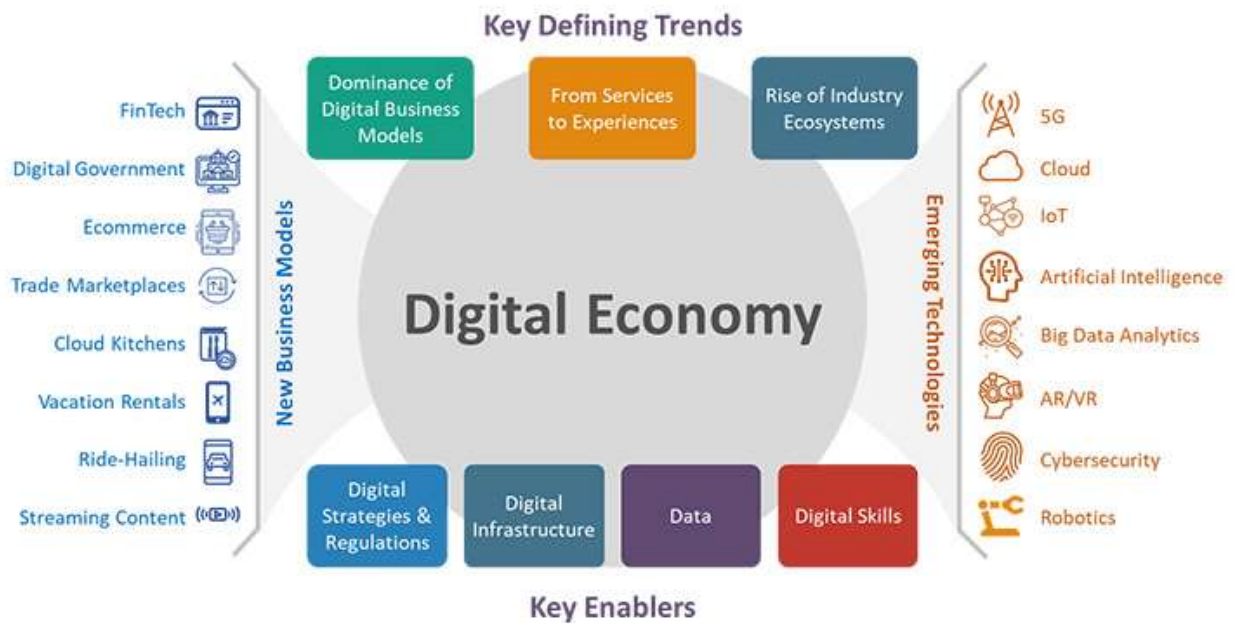 Key Defining Trends
Dominance of
Digital Business
Models
From Services
to Experiences
Rise of Industry
Ecosystems
FinTech
Digital Government
Ecommerce
Trade Marketplaces
Cloud Kitchens
Vacation Rentals
Ride-Hailing
Streaming Content
New Business Models
Digital Economy
Emerging Technologies
5G
Cloud
IoT
Artificial Intelligence
Big Data Analytics
AR/VR
Cybersecurity
Robotics
Digital
Strategies &
Regulations
Digital
Infrastructure
Data
Digital Skills
Key Enablers